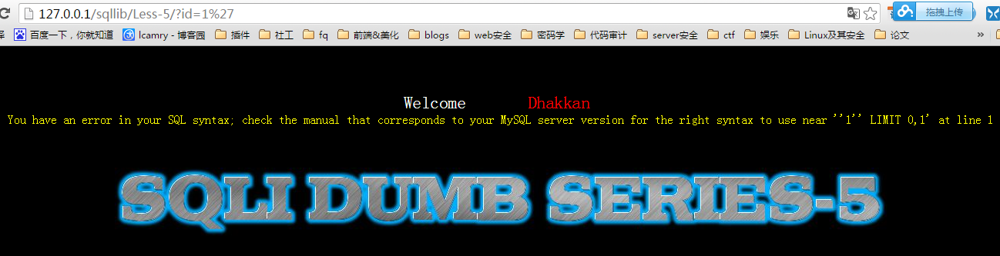 127.0.0.1/sqllib/Less-5/?id=1%27
拖拽上传
百度一下，你就知道 lcamry - 博客园 插件 社工 fq 前端&美化 blogs web安全 密码学 代码审计 server安全 ctf 娱乐 Linux及其安全 论文 »
Welcome Dhakkan
You have an error in your SQL syntax; check the manual that corresponds to your MySQL server version for the right syntax to use near ''1'' LIMIT 0,1' at line 1
SQLI DUMB SERIES-5